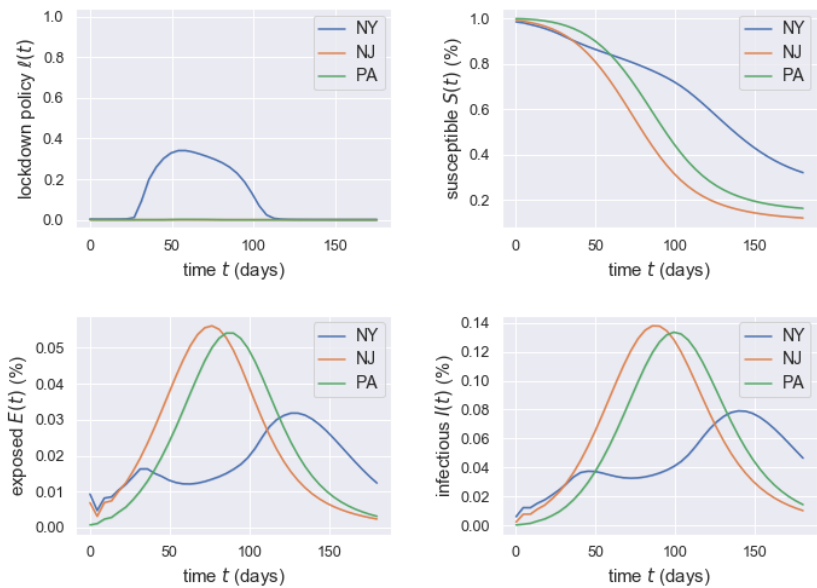 lockdown policy ℓ(t)
1.0
0.8
0.6
0.4
0.2
0.0
NY
NJ
PA
0
50
100
150
time t (days)
susceptible S(t) (%)
1.0
0.8
0.6
0.4
0.2
NY
NJ
PA
0
50
100
150
time t (days)
exposed E(t) (%)
0.05
0.04
0.03
0.02
0.01
0.00
NY
NJ
PA
0
50
100
150
time t (days)
infectious I(t) (%)
0.14
0.12
0.10
0.08
0.06
0.04
0.02
0.00
NY
NJ
PA
0
50
100
150
time t (days)